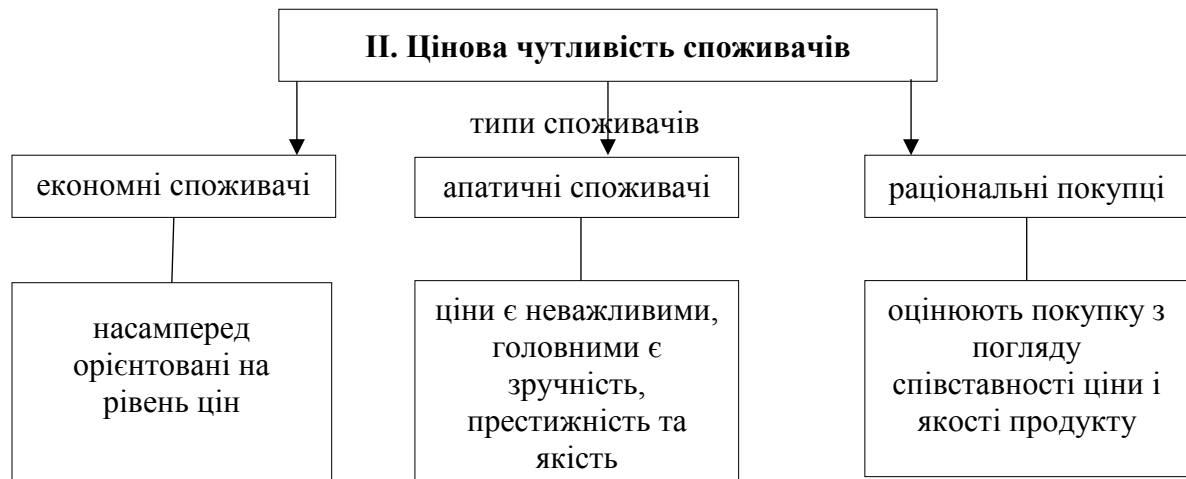 ІІ. Цінова чутливість споживачів
типи споживачів
економні споживачі
апатичні споживачі
раціональні покупці
насамперед
орієнтовані на
рівень цін
ціни є неважливими,
головними є
зручність,
престижність та
якість
оцінюють покупку з
погляду
співставності ціни і
якості продукту